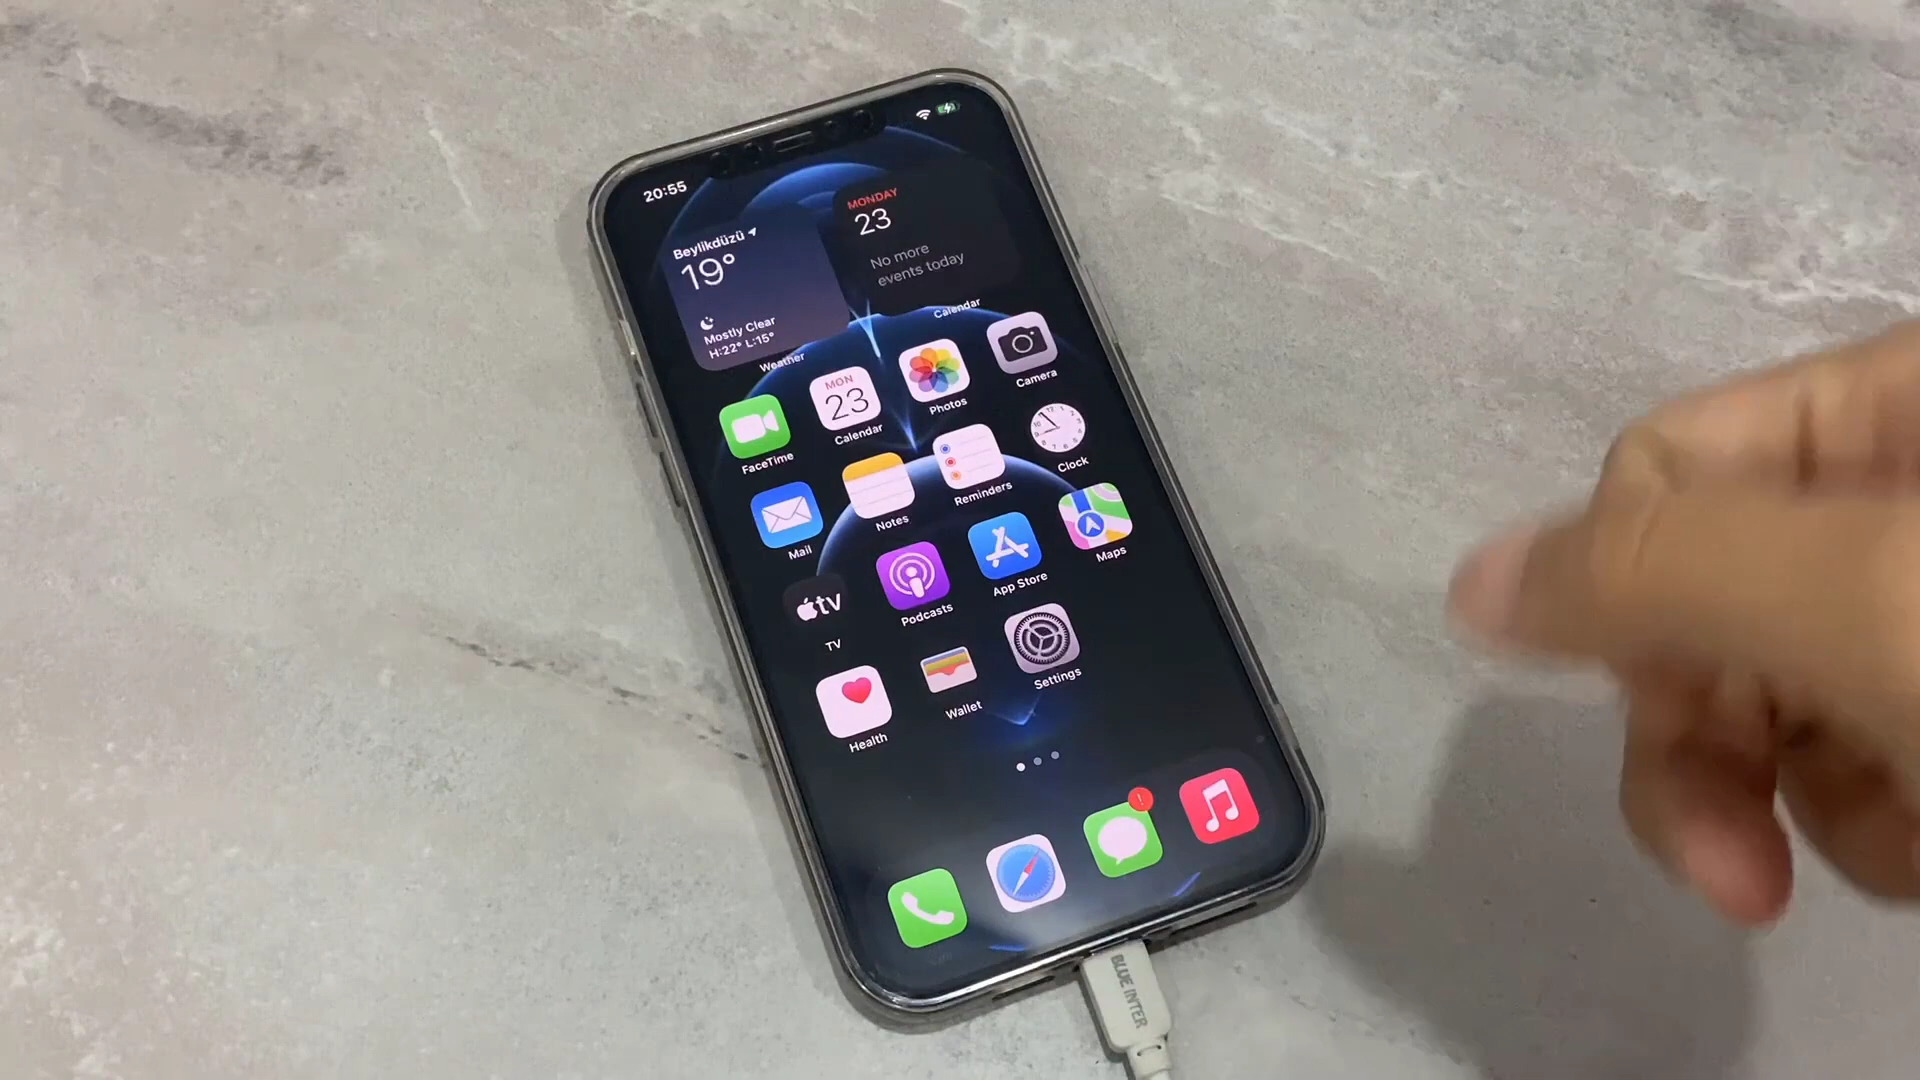 20:55
Beylikdüzü
19°
Mostly Clear
H:22° L:15°
Weather
MONDAY
23
No more
events today
Calendar
FaceTime
MON
23
Calendar
Photos
Camera
Mail
Notes
Reminders
Clock
tv
TV
Podcasts
App Store
Maps
Health
Wallet
Settings
!
BLUE INTER